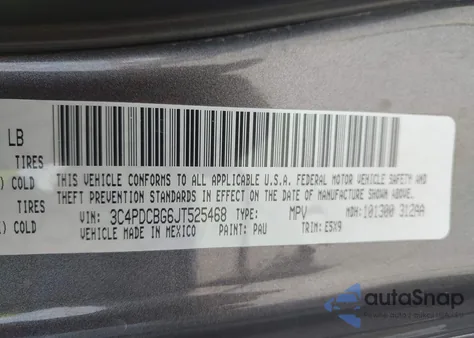 LB
TIRES
) COLD
TIRES
) COLD
THIS VEHICLE CONFORMS TO ALL APPLICABLE U.S.A. FEDERAL MOTOR VEHICLE SAFETY AND
THEFT PREVENTION STANDARDS IN EFFECT ON THE DATE OF MANUFACTURE SHOWN ABOVE.
VIN: 3C4PDCBG6JT525468 TYPE: MPV MDH: 101300 312AA
VEHICLE MADE IN MEXICO PAINT: PAU TRIM: E5X9
autoSnap